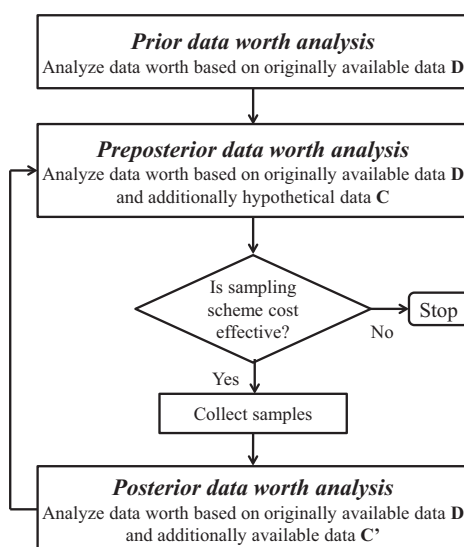 Prior data worth analysis
Analyze data worth based on originally available data D
Preposterior data worth analysis
Analyze data worth based on originally available data D
and additionally hypothetical data C
Is
sampling
scheme cost
effective?
No
Stop
Yes
Collect samples
Posterior data worth analysis
Analyze data worth based on originally available data D
and additionally available data C’